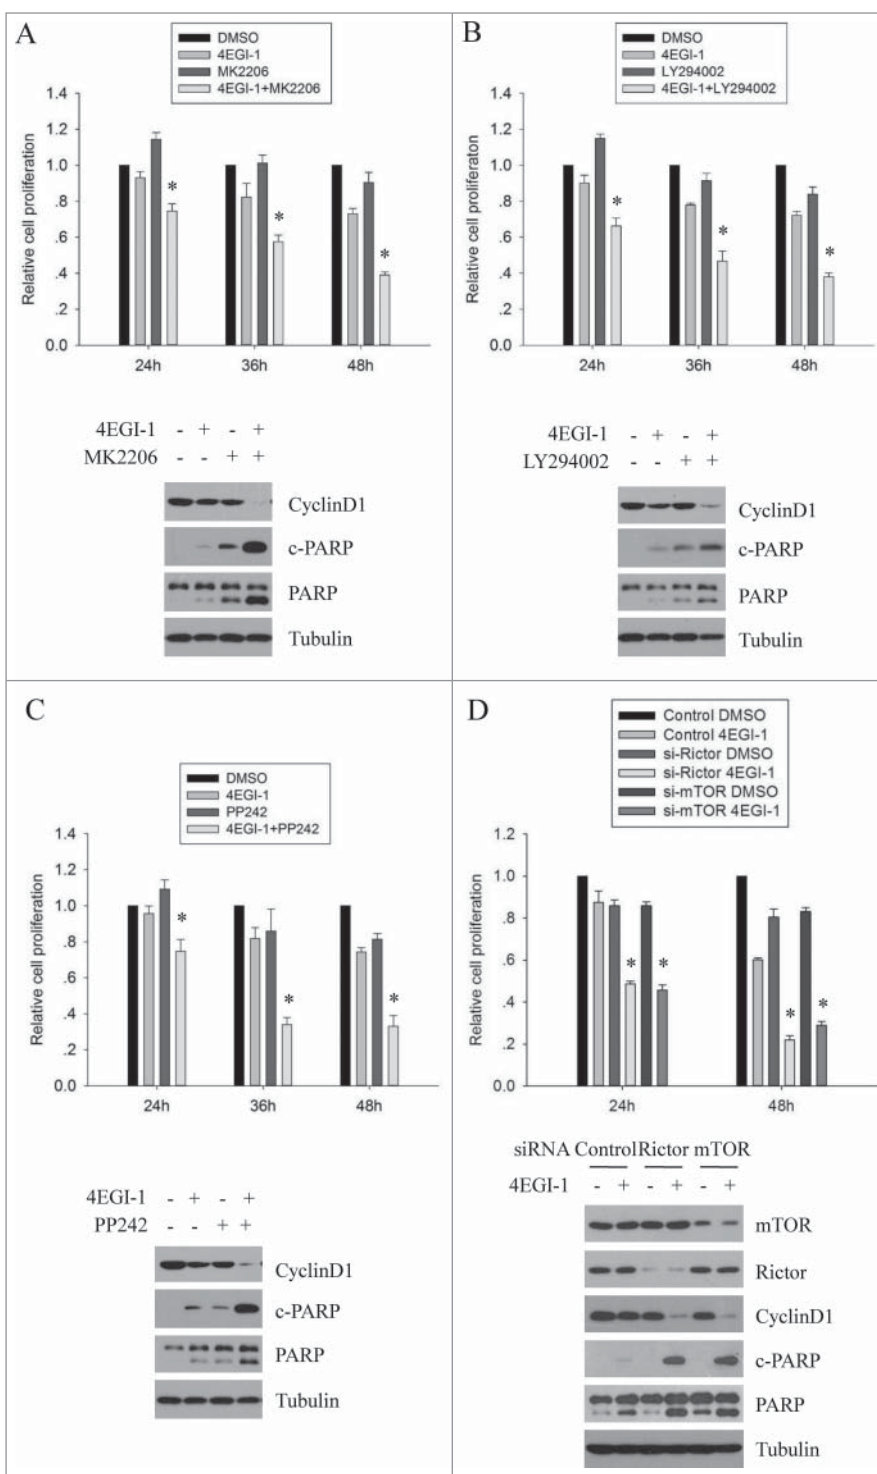 A
DMSO
4EGI-1
MK2206
4EGI-1+MK2206
Relative cell proliferation
1.4
1.2
1.0
.8
.6
.4
.2
0.0
*
*
*
24h
36h
48h
4EGI-1 - + - +
MK2206 - - + +
CyclinD1
c-PARP
PARP
Tubulin
B
DMSO
4EGI-1
LY294002
4EGI-1+LY294002
Relative cell proliferation
1.4
1.2
1.0
.8
.6
.4
.2
0.0
*
*
*
24h
36h
48h
4EGI-1 - + - +
LY294002 - - + +
CyclinD1
c-PARP
PARP
Tubulin
C
DMSO
4EGI-1
PP242
4EGI-1+PP242
Relative cell proliferation
1.4
1.2
1.0
.8
.6
.4
.2
0.0
*
*
*
24h
36h
48h
4EGI-1 - + - +
PP242 - - + +
CyclinD1
c-PARP
PARP
Tubulin
D
Control DMSO
Control 4EGI-1
si-Rictor DMSO
si-Rictor 4EGI-1
si-mTOR DMSO
si-mTOR 4EGI-1
Relative cell proliferation
1.2
1.0
.8
.6
.4
.2
0.0
* *
* *
24h
48h
siRNA Control Rictor mTOR
4EGI-1 - + - + - +
mTOR
Rictor
CyclinD1
c-PARP
PARP
Tubulin